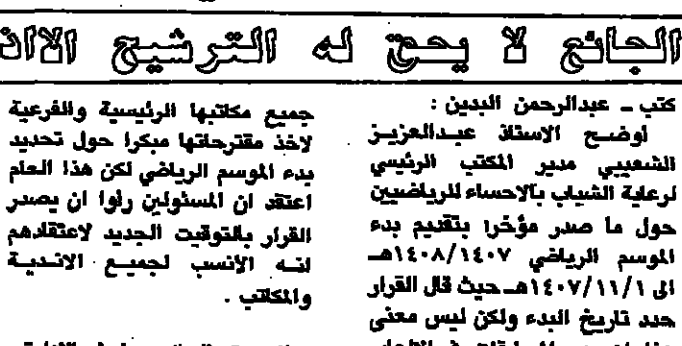 الجائع لا يحق له الترشيح الاان
كتب ـ عبدالرحمن البدين :
اوضح الاستاذ عبدالعزيز
الشعيبي مدير المكتب الرئيسي
لرعاية الشباب بالاحساء للرياضيين
حول ما صدر مؤخرا بتقديم بدء
الموسم الرياضي ١٤٠٨/١٤٠٧هـ
الى ١٤٠٧/١١/١هـ حيث قال القرار
حدد تاريخ البدء ولكن ليس معنى
جميع مكاتبها الرئيسية والفرعية
لاخذ مقترحاتها مبكرا حول تحديد
بدء الموسم الرياضي لكن هذا العام
اعتقد ان المسئولين رأوا ان يصدر
القرار بالتوقيت الجديد لاعتقادهم
انه الأنسب لجميع الاندية
والمكاتب .